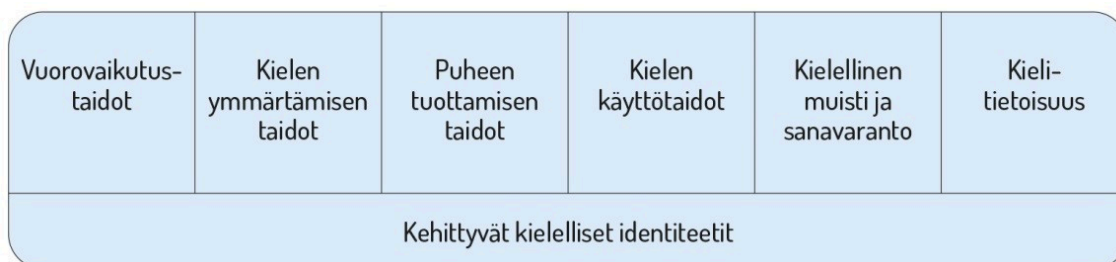 Vuorovaikutus-
taidot
Kielen
ymmärtämisen
taidot
Puheen
tuottamisen
taidot
Kielen
käyttötaidot
Kielellinen
muisti ja
sanavaranto
Kieli-
tietoisuus
Kehittyvät kielelliset identiteetit